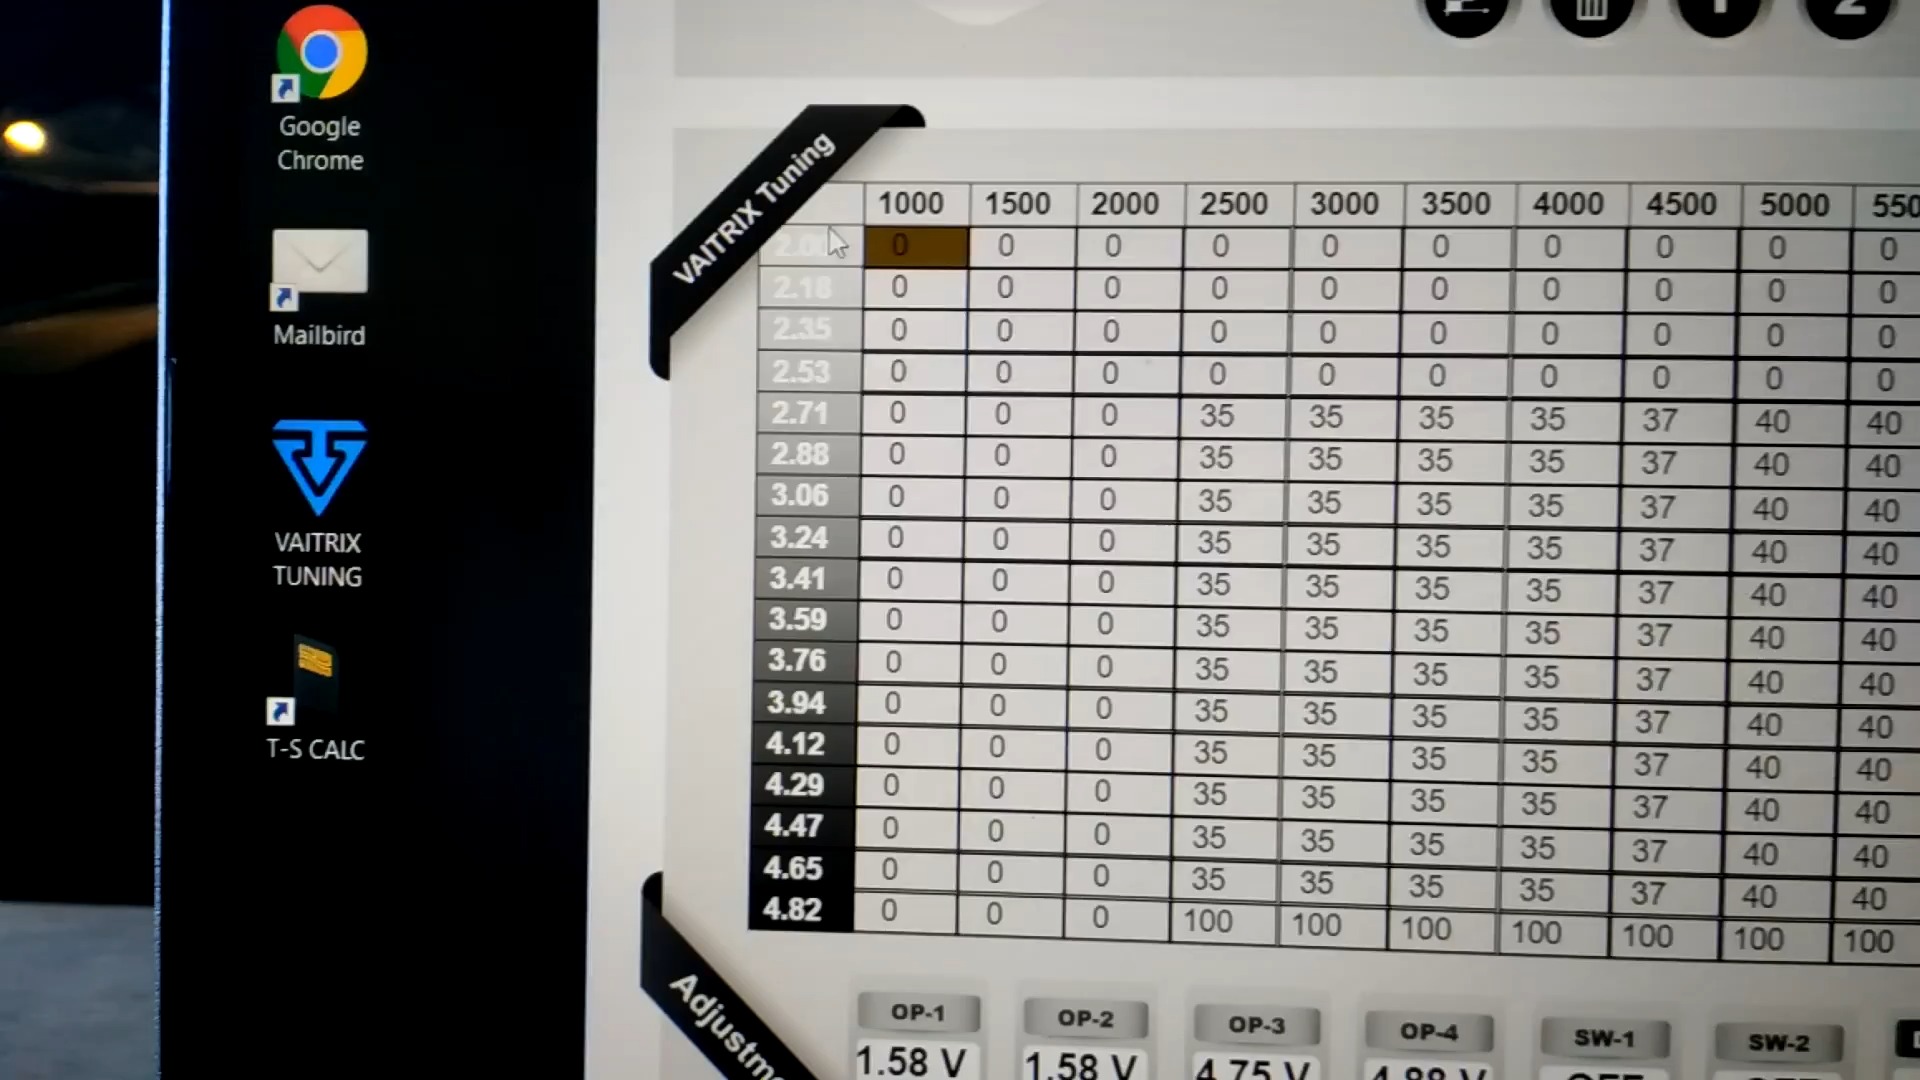 Google
Chrome
Mailbird
VAITRIX
TUNING
T-S CALC
2
VAITRIX Tuning
1000 1500 2000 2500 3000 3500 4000 4500 5000
0 0 0 0 0 0 0 0 0 0
2.18 0 0 0 0 0 0 0 0 0 0
2.35 0 0 0 0 0 0 0 0 0 0
2.53 0 0 0 0 0 0 0 0 0 0
2.71 0 0 0 35 35 35 35 37 40 40
2.88 0 0 0 35 35 35 35 37 40 40
3.06 0 0 0 35 35 35 35 37 40 40
3.24 0 0 0 35 35 35 35 37 40 40
3.41 0 0 0 35 35 35 35 37 40 40
3.59 0 0 0 35 35 35 35 37 40 40
3.76 0 0 0 35 35 35 35 37 40 40
3.94 0 0 0 35 35 35 35 37 40 40
4.12 0 0 0 35 35 35 35 37 40 40
4.29 0 0 0 35 35 35 35 37 40 40
4.47 0 0 0 35 35 35 35 37 40 40
4.65 0 0 0 35 35 35 35 37 40 40
4.82 0 0 0 100 100 100 100 100 100 100
OP-1 OP-2 OP-3 OP-4 SW-1 SW-2
1.58 V 1.58 V 4.75 V 4.88 V OFF OFF